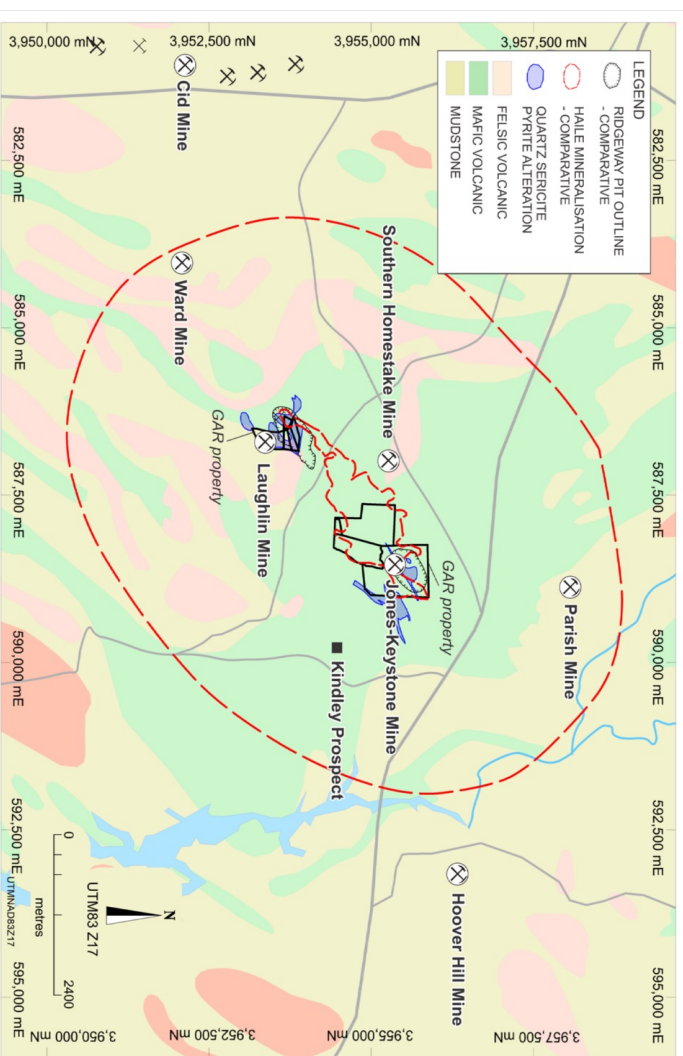 LEGEND
RIDGEWAY PIT OUTLINE
- COMPARATIVE
HAILE MINERALISATION
- COMPARATIVE
QUARTZ SERICITE
PYRITE ALTERATION
FELSIC VOLCANIC
MAFIC VOLCANIC
MUDSTONE
582,500 mE
585,000 mE
587,500 mE
590,000 mE
592,500 mE
595,000 mE
3,957,500 mN
3,957,500 mN
Parish Mine
Hoover Hill Mine
GAR property
3,955,000 mN
Southern Homestake Mine
Jones-Keystone Mine
3,955,000 mN
Kindley Prospect
3,952,500 mN
Cid Mine
Ward Mine
Laughlin Mine
GAR property
3,952,500 mN
N
UTM83 Z17
0
2400
metres
3,950,000 mN
3,950,000 mN
582,500 mE
585,000 mE
587,500 mE
590,000 mE
592,500 mE
595,000 mE
UTMNAD83Z17